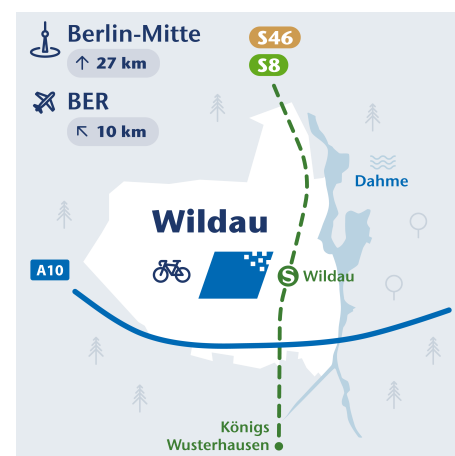 Berlin-Mitte
↑ 27 km
BER
↖ 10 km
S46
S8
Dahme
Wildau
A10
S Wildau
Königs
Wusterhausen